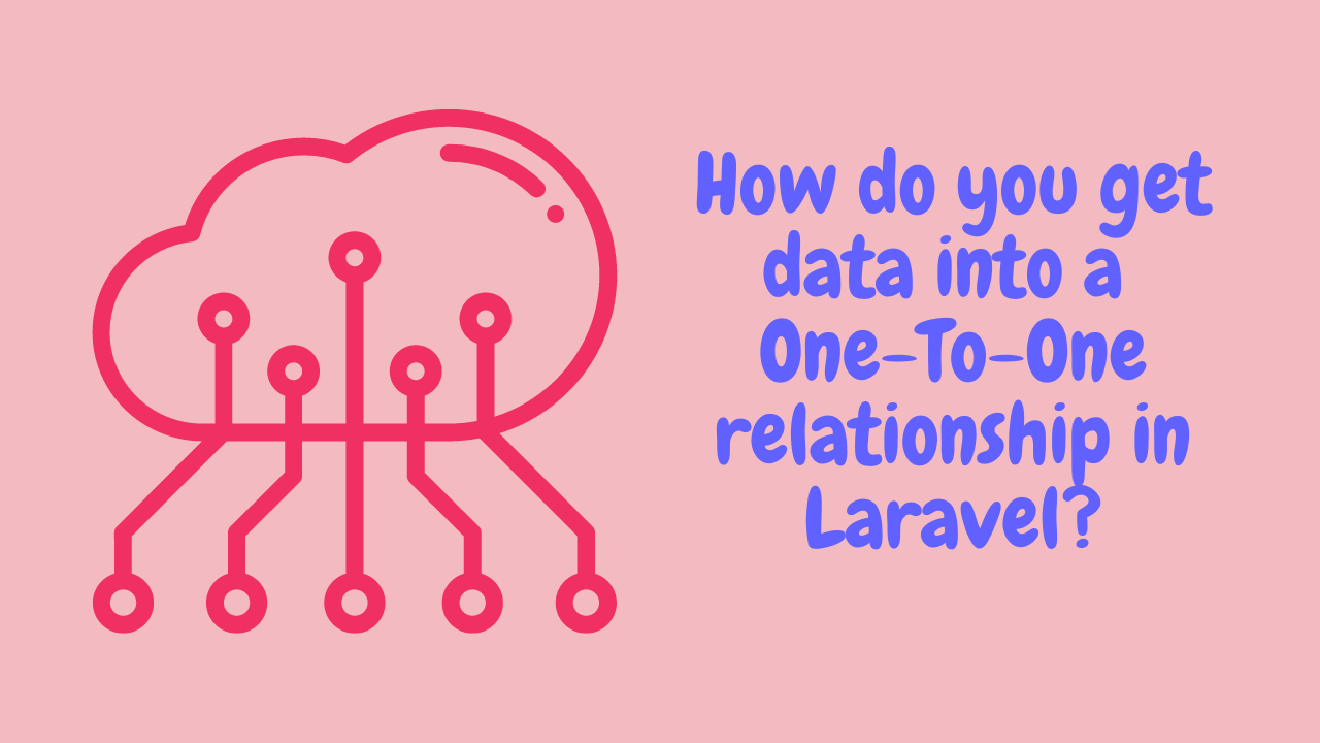 How do you get
data into a
One-To-One
relationship in
Laravel?